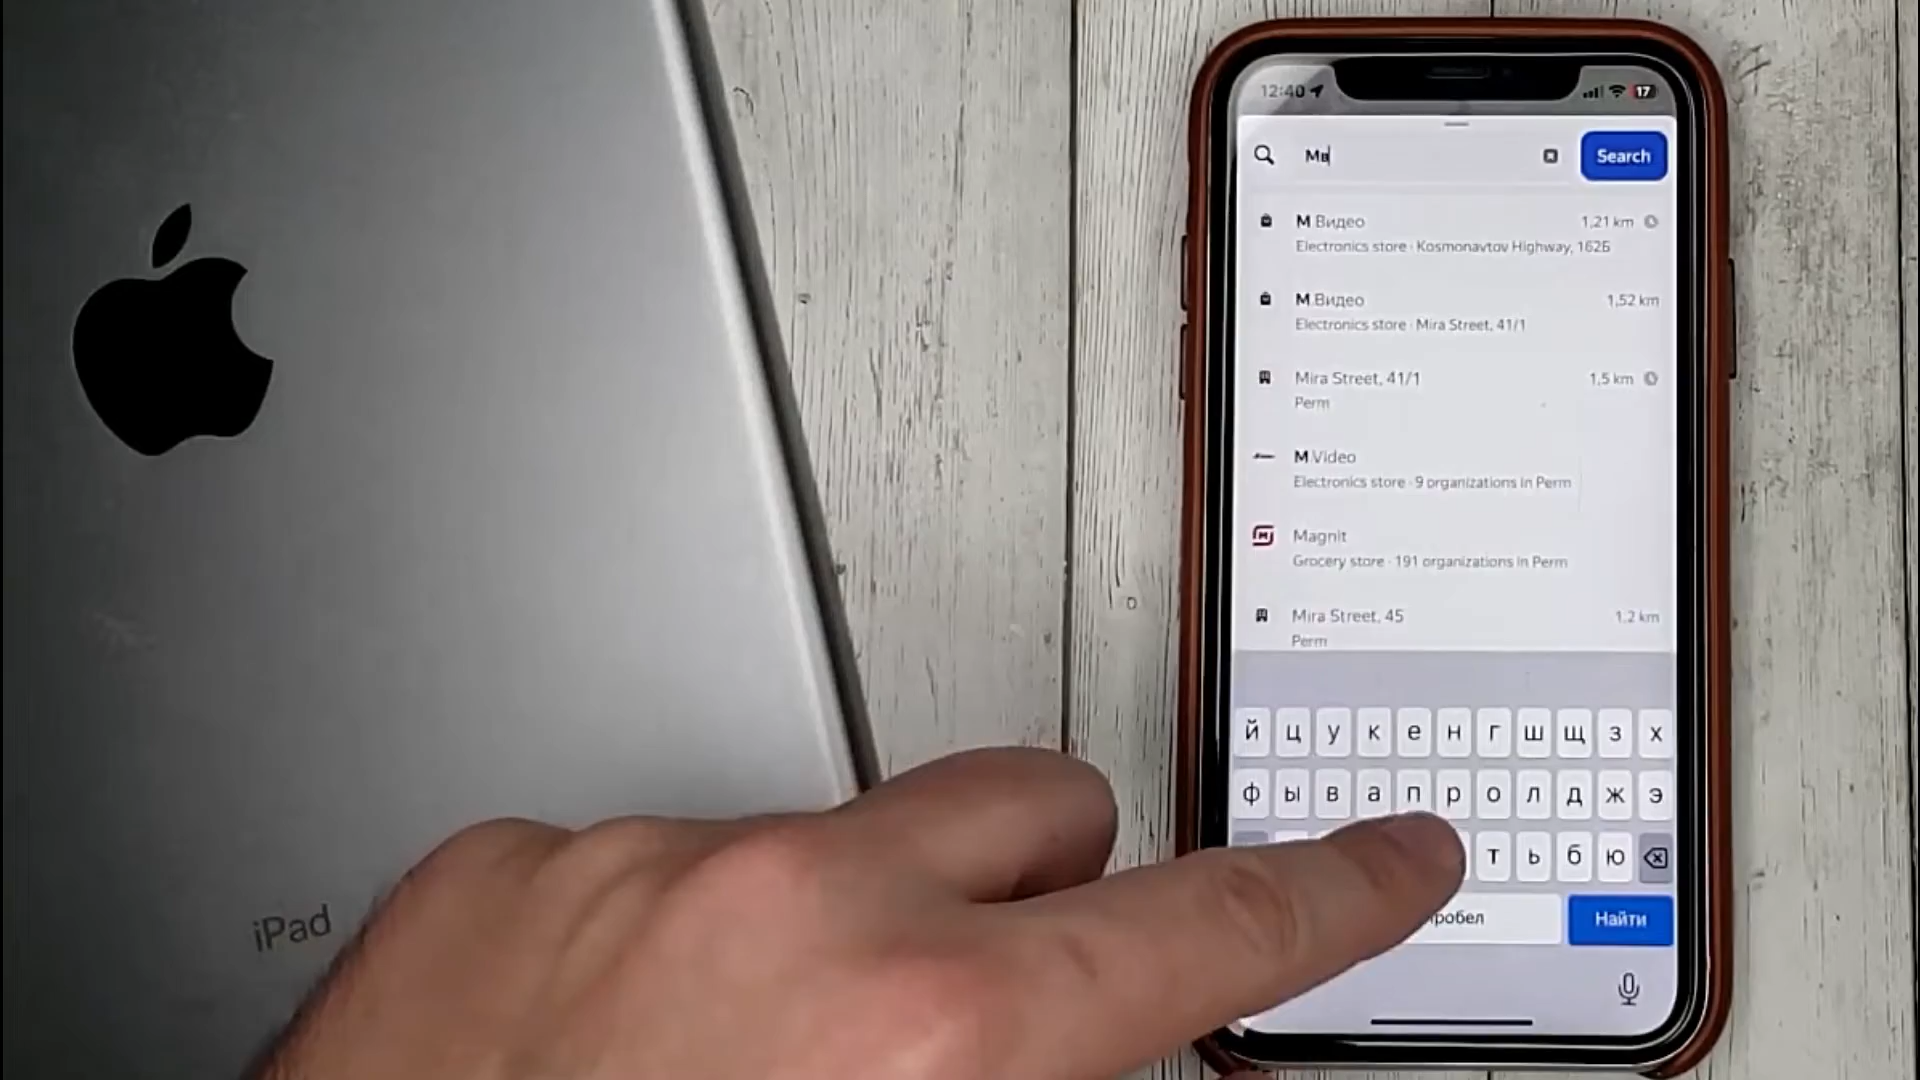 12:40
17
Мв
Search
М.Видео
1,21 km
Electronics store · Kosmonavtov Highway, 162Б
М.Видео
1,52 km
Electronics store · Mira Street, 41/1
Mira Street, 41/1
1,5 km
Perm
M.Video
Electronics store · 9 organizations in Perm
Magnit
Grocery store · 191 organizations in Perm
Mira Street, 45
1,2 km
Perm
й ц у к е н г ш щ з х
ф ы в а п р о л д ж э
т ь б ю
Найти
iPad